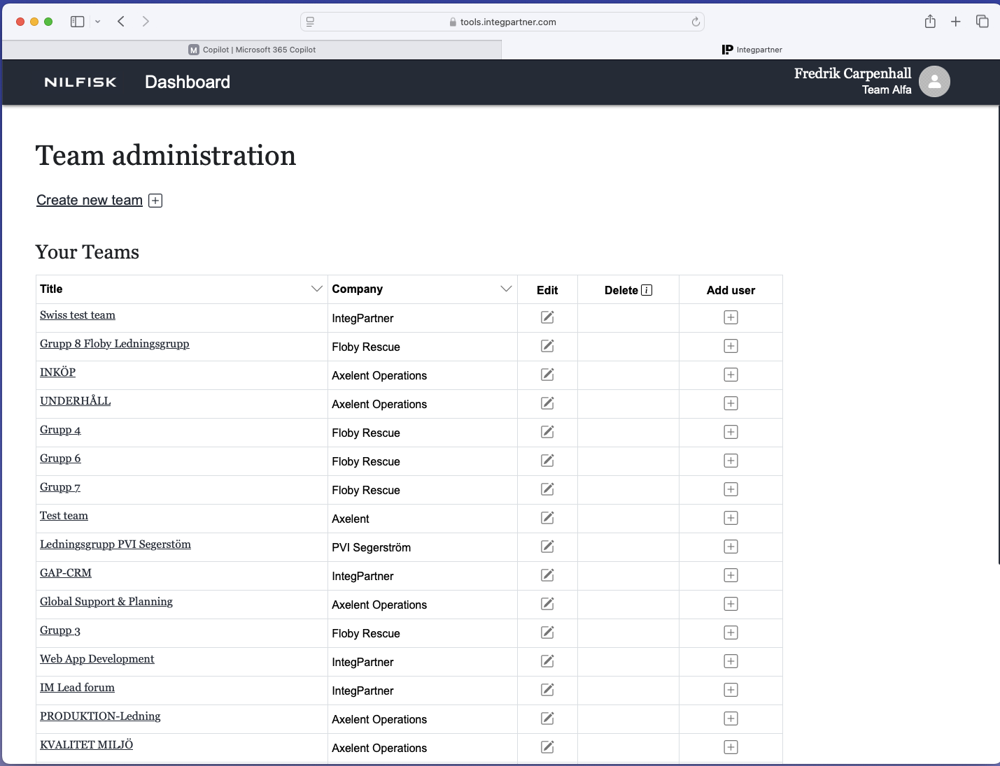 tools.integpartner.com
M Copilot | Microsoft 365 Copilot
IP Integpartner
NILFISK Dashboard
Fredrik Carpenhall
Team Alfa
Team administration
Create new team
Your Teams
Title Company Edit Delete i Add user
Swiss test team IntegPartner
Grupp 8 Floby Ledningsgrupp Floby Rescue
INKÖP Axelent Operations
UNDERHÅLL Axelent Operations
Grupp 4 Floby Rescue
Grupp 6 Floby Rescue
Grupp 7 Floby Rescue
Test team Axelent
Ledningsgrupp PVI Segerstöm PVI Segerström
GAP-CRM IntegPartner
Global Support & Planning Axelent Operations
Grupp 3 Floby Rescue
Web App Development IntegPartner
IM Lead forum IntegPartner
PRODUKTION-Ledning Axelent Operations
KVALITET MILJÖ Axelent Operations